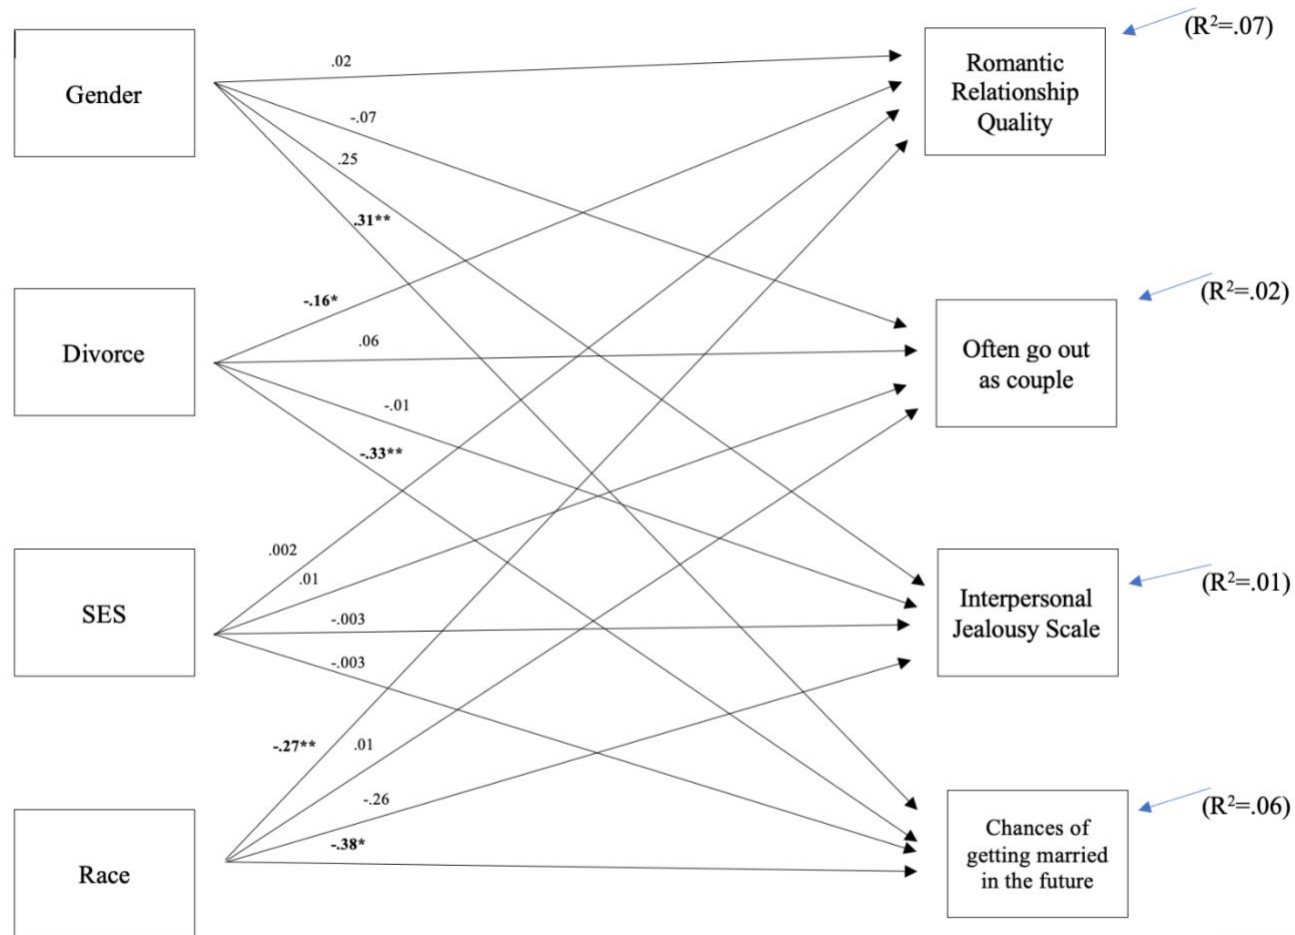 (R²=.07)
Gender
.02
Romantic
Relationship
Quality
-.07
.25
.31**
Divorce
-.16*
.06
-.01
-.33**
(R²=.02)
Often go out
as couple
SES
.002
.01
-.003
-.003
(R²=.01)
Interpersonal
Jealousy Scale
Race
-.27**
.01
-.26
-.38*
(R²=.06)
Chances of
getting married
in the future